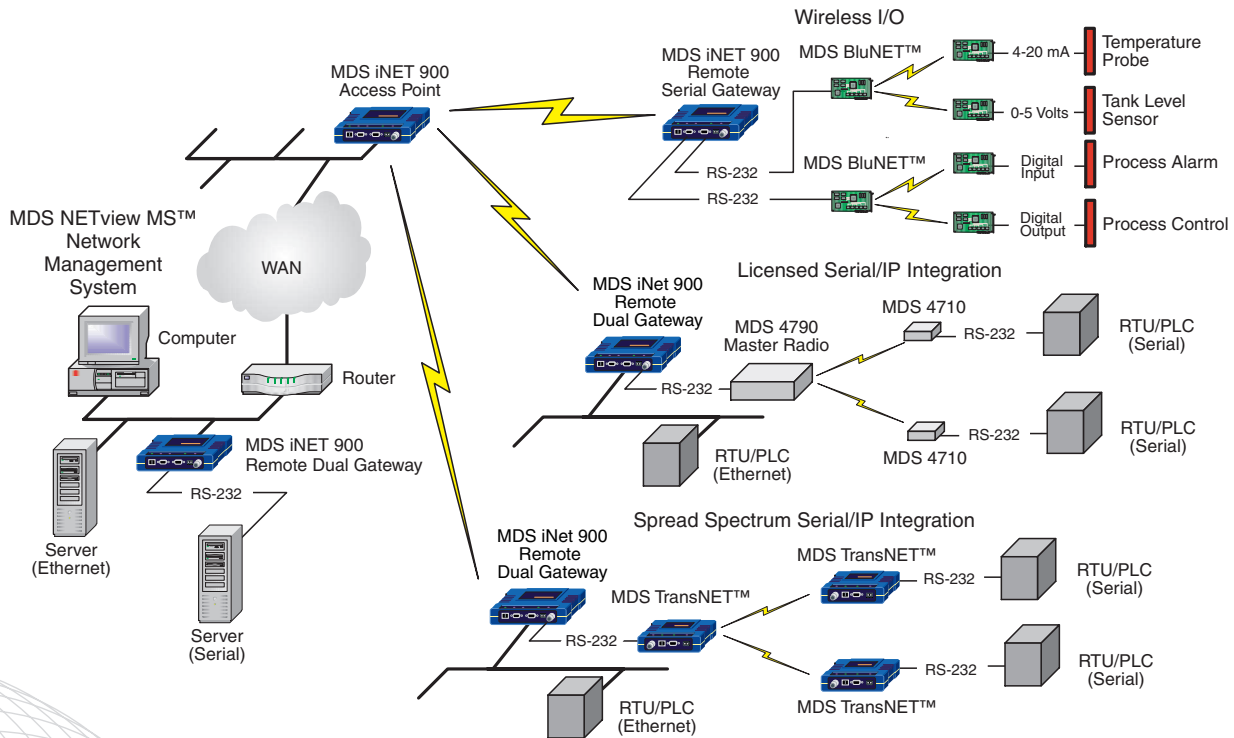 Wireless I/O
MDS iNET 900
Access Point
MDS iNET 900
Remote
Serial Gateway
MDS BluNET™
4-20 mA
Temperature
Probe
0-5 Volts
Tank Level
Sensor
RS-232
RS-232
MDS BluNET™
Digital
Input
Process Alarm
Digital
Output
Process Control
MDS NETview MS™
Network
Management
System
WAN
Computer
Router
MDS iNET 900
Remote Dual Gateway
RS-232
Server
(Ethernet)
Server
(Serial)
Licensed Serial/IP Integration
MDS iNet 900
Remote
Dual Gateway
RS-232
MDS 4790
Master Radio
MDS 4710
RS-232
RTU/PLC
(Serial)
MDS 4710
RS-232
RTU/PLC
(Serial)
RTU/PLC
(Ethernet)
Spread Spectrum Serial/IP Integration
MDS iNet 900
Remote
Dual Gateway
RS-232
MDS TransNET™
MDS TransNET™
RS-232
RTU/PLC
(Serial)
MDS TransNET™
RS-232
RTU/PLC
(Serial)
RTU/PLC
(Ethernet)